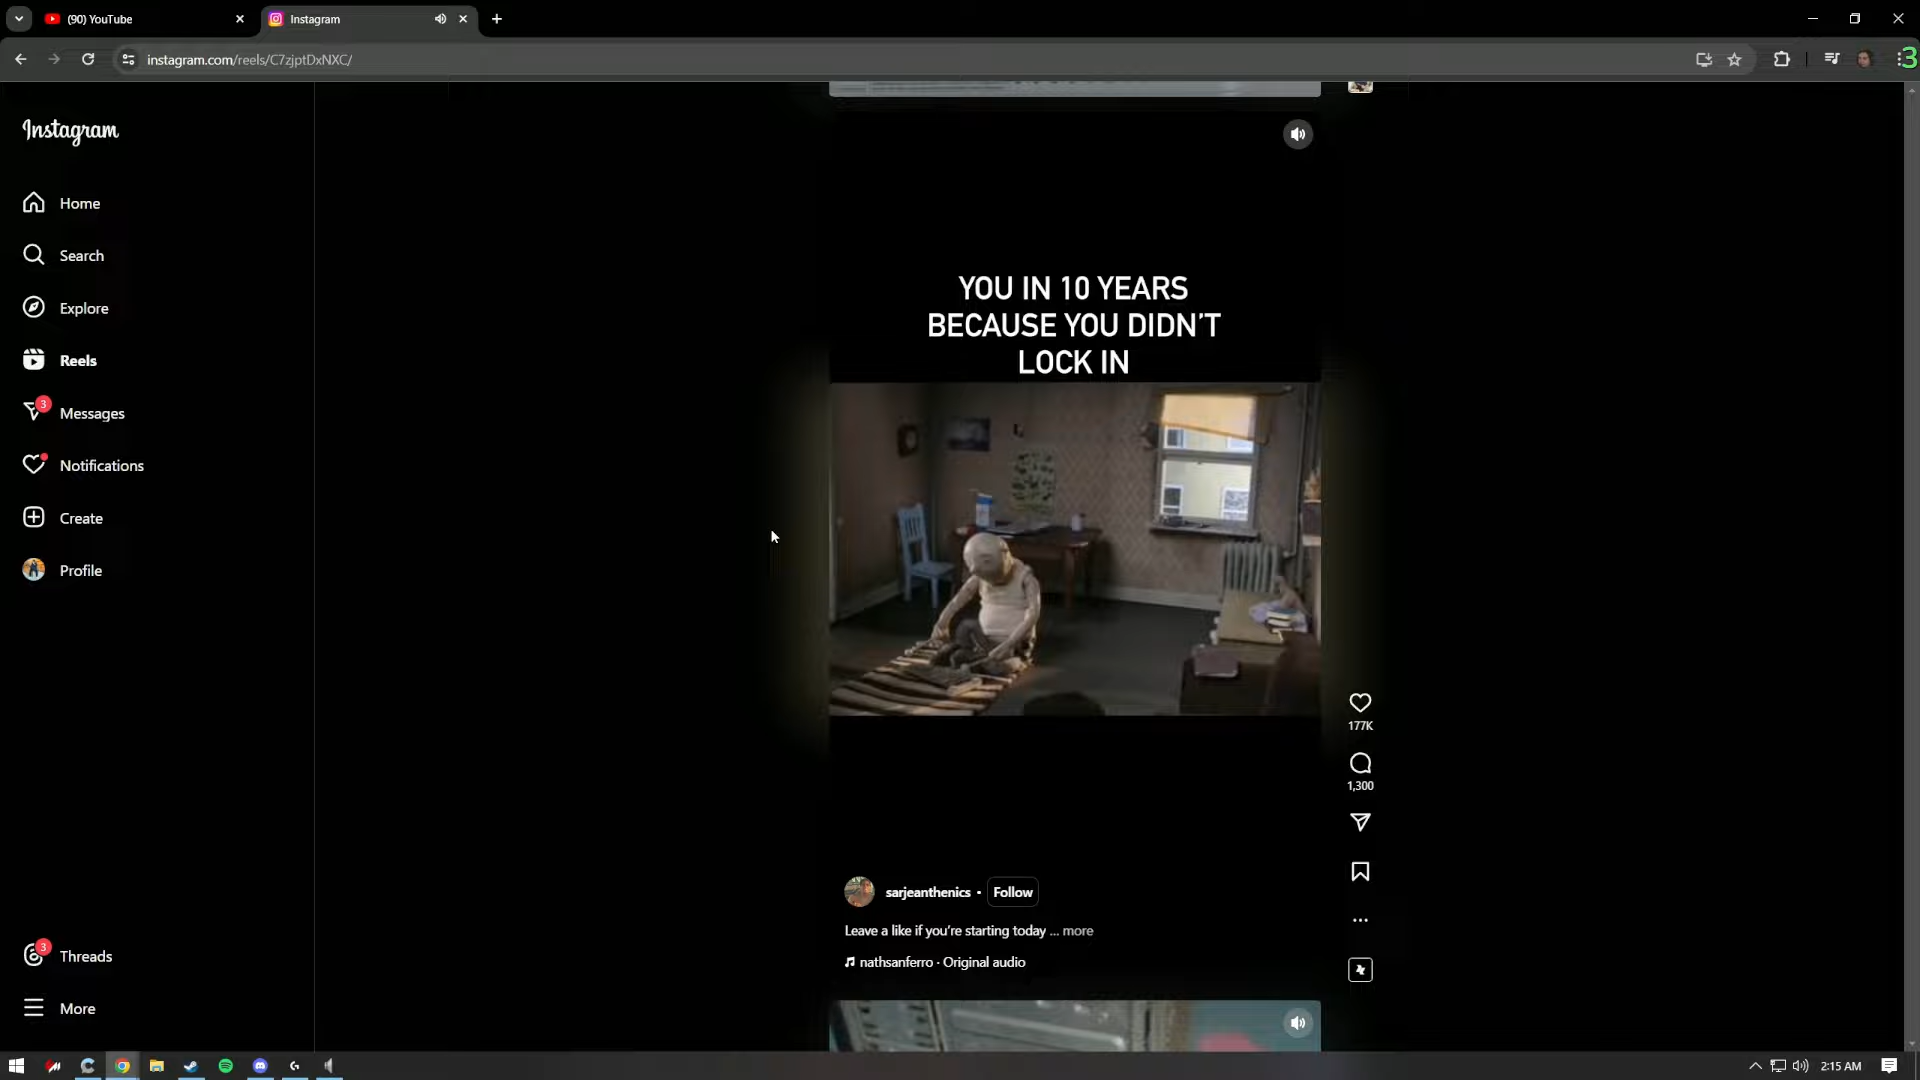 (90) YouTube
Instagram
instagram.com/reels/C7zjptDxNXC/
3
Instagram
Home
Search
Explore
Reels
3
Messages
Notifications
Create
Profile
3
Threads
More
YOU IN 10 YEARS
BECAUSE YOU DIDN'T
LOCK IN
177K
1,300
sarjeanthenics • Follow
Leave a like if you're starting today ... more
nathsanferro · Original audio
2:15 AM